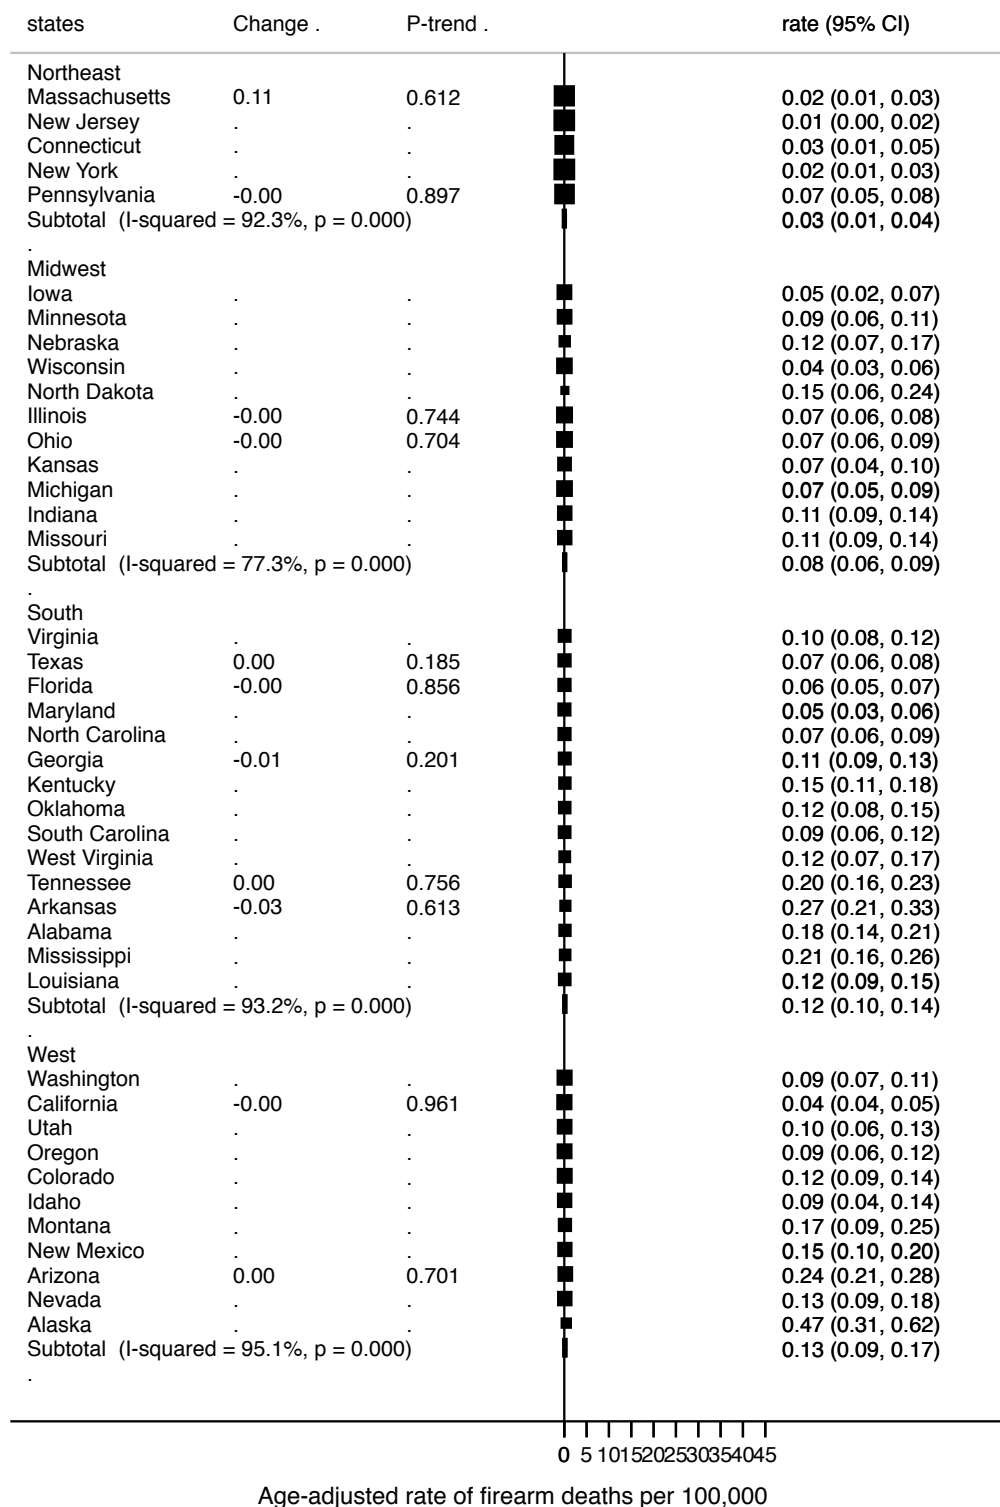 states Change . P-trend . rate (95% CI)
Northeast
Massachusetts 0.11 0.612 0.02 (0.01, 0.03)
New Jersey . . 0.01 (0.00, 0.02)
Connecticut . . 0.03 (0.01, 0.05)
New York . . 0.02 (0.01, 0.03)
Pennsylvania -0.00 0.897 0.07 (0.05, 0.08)
Subtotal (I-squared = 92.3%, p = 0.000) 0.03 (0.01, 0.04)
.
Midwest
Iowa . . 0.05 (0.02, 0.07)
Minnesota . . 0.09 (0.06, 0.11)
Nebraska . . 0.12 (0.07, 0.17)
Wisconsin . . 0.04 (0.03, 0.06)
North Dakota . . 0.15 (0.06, 0.24)
Illinois -0.00 0.744 0.07 (0.06, 0.08)
Ohio -0.00 0.704 0.07 (0.06, 0.09)
Kansas . . 0.07 (0.04, 0.10)
Michigan . . 0.07 (0.05, 0.09)
Indiana . . 0.11 (0.09, 0.14)
Missouri . . 0.11 (0.09, 0.14)
Subtotal (I-squared = 77.3%, p = 0.000) 0.08 (0.06, 0.09)
.
South
Virginia . . 0.10 (0.08, 0.12)
Texas 0.00 0.185 0.07 (0.06, 0.08)
Florida -0.00 0.856 0.06 (0.05, 0.07)
Maryland . . 0.05 (0.03, 0.06)
North Carolina . . 0.07 (0.06, 0.09)
Georgia -0.01 0.201 0.11 (0.09, 0.13)
Kentucky . . 0.15 (0.11, 0.18)
Oklahoma . . 0.12 (0.08, 0.15)
South Carolina . . 0.09 (0.06, 0.12)
West Virginia . . 0.12 (0.07, 0.17)
Tennessee 0.00 0.756 0.20 (0.16, 0.23)
Arkansas -0.03 0.613 0.27 (0.21, 0.33)
Alabama . . 0.18 (0.14, 0.21)
Mississippi . . 0.21 (0.16, 0.26)
Louisiana . . 0.12 (0.09, 0.15)
Subtotal (I-squared = 93.2%, p = 0.000) 0.12 (0.10, 0.14)
.
West
Washington . . 0.09 (0.07, 0.11)
California -0.00 0.961 0.04 (0.04, 0.05)
Utah . . 0.10 (0.06, 0.13)
Oregon . . 0.09 (0.06, 0.12)
Colorado . . 0.12 (0.09, 0.14)
Idaho . . 0.09 (0.04, 0.14)
Montana . . 0.17 (0.09, 0.25)
New Mexico . . 0.15 (0.10, 0.20)
Arizona 0.00 0.701 0.24 (0.21, 0.28)
Nevada . . 0.13 (0.09, 0.18)
Alaska . . 0.47 (0.31, 0.62)
Subtotal (I-squared = 95.1%, p = 0.000) 0.13 (0.09, 0.17)
.
0 5 10 15 20 25 30 35 40 45
Age-adjusted rate of firearm deaths per 100,000